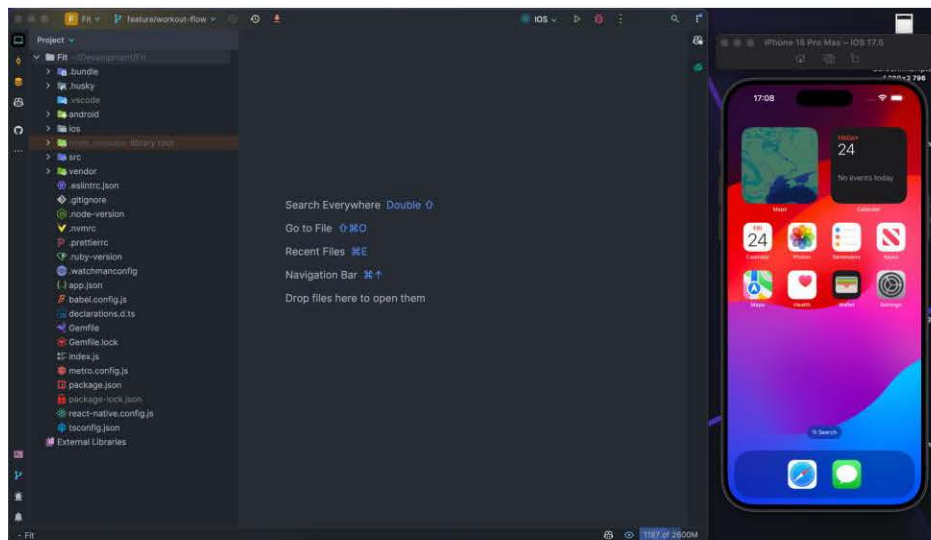 Fit
feature/workout-flow
iOS
Project
Fit ~/Development/Fit
.bundle
.husky
.vscode
android
ios
node_modules library root
src
vendor
.eslintrc.json
.gitignore
.node-version
.nvmrc
.prettierrc
.ruby-version
.watchmanconfig
app.json
babel.config.js
declarations.d.ts
Gemfile
Gemfile.lock
index.js
metro.config.js
package.json
package-lock.json
react-native.config.js
tsconfig.json
External Libraries
Search Everywhere Double ⇧
Go to File ⇧⌘O
Recent Files ⌘E
Navigation Bar ⌘↑
Drop files here to open them
Fit
1187 of 2600M
iPhone 15 Pro Max – iOS 17.5
17:08
FRIDAY
24
No events today
Maps
Calendar
FRI
24
Calendar
Photos
Reminders
News
Maps
Health
Wallet
Settings
Search